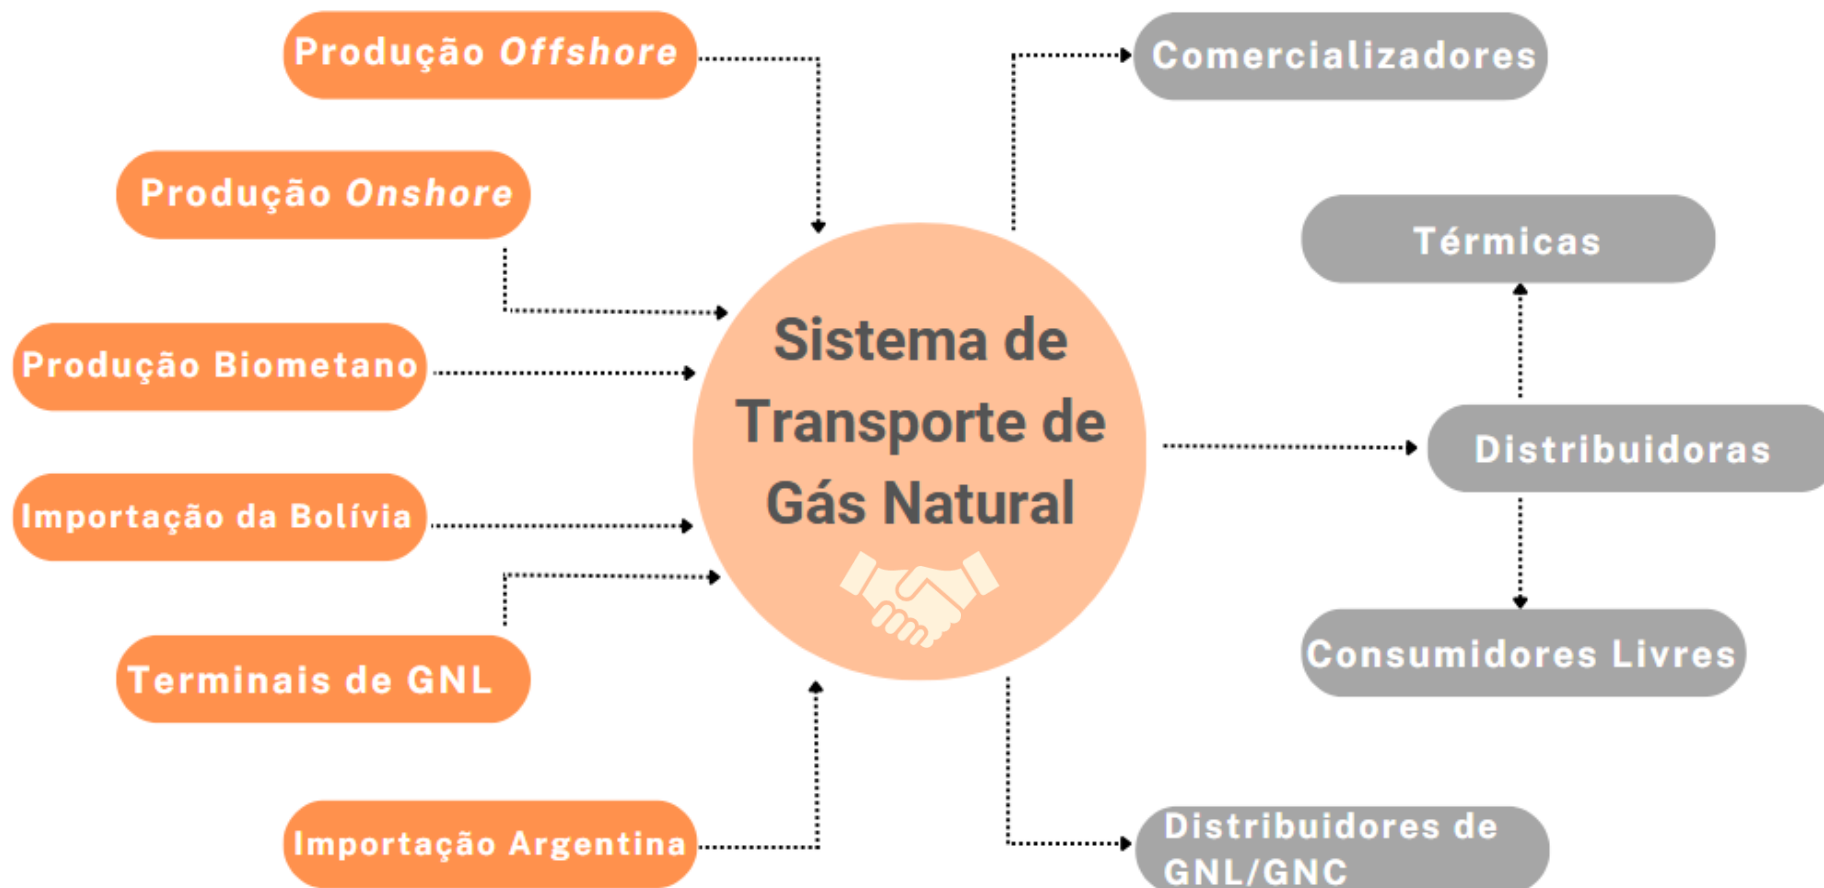 Produção Offshore
Produção Onshore
Produção Biometano
Importação da Bolívia
Terminais de GNL
Importação Argentina
Sistema de
Transporte de
Gás Natural
Comercializadores
Térmicas
Distribuidoras
Consumidores Livres
Distribuidores de
GNL/GNC